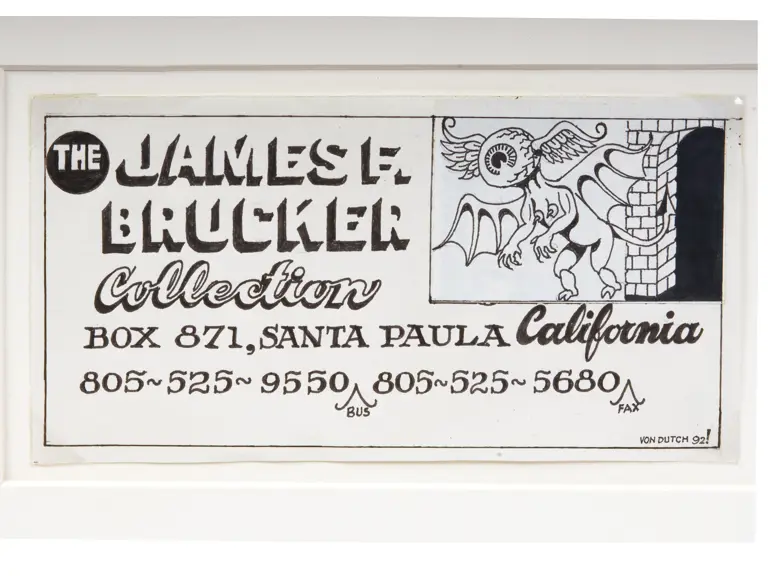 THE JAMES F.
BRUCKER
Collection
BOX 871, SANTA PAULA California
805~525~9550 805~525~5680
BUS FAX
VON DUTCH 92!